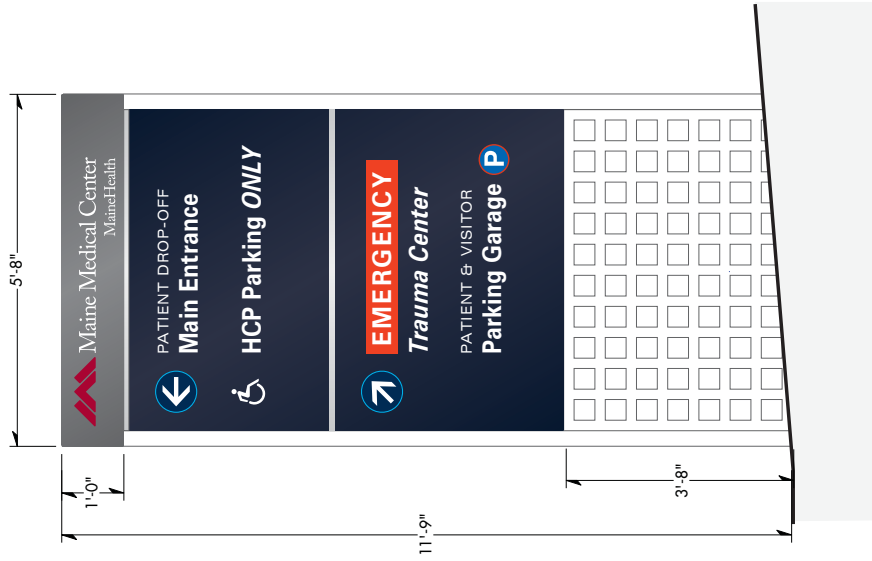 5'-8"
Maine Medical Center
MaineHealth
PATIENT DROP-OFF
Main Entrance
HCP Parking ONLY
EMERGENCY
Trauma Center
PATIENT & VISITOR
Parking Garage P
1'-0"
11'-9"
3'-8"